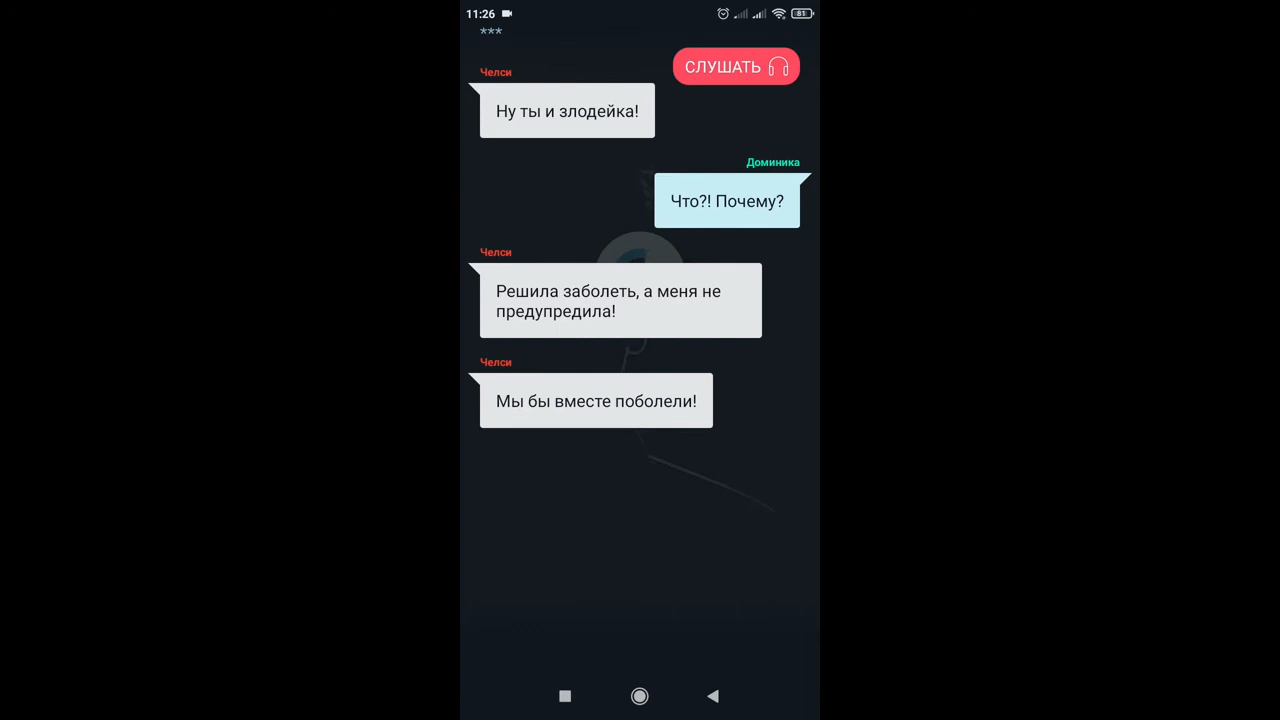 11:26
81
***
СЛУШАТЬ
Челси
Ну ты и злодейка!
Доминика
Что?! Почему?
Челси
Решила заболеть, а меня не
предупредила!
Челси
Мы бы вместе поболели!